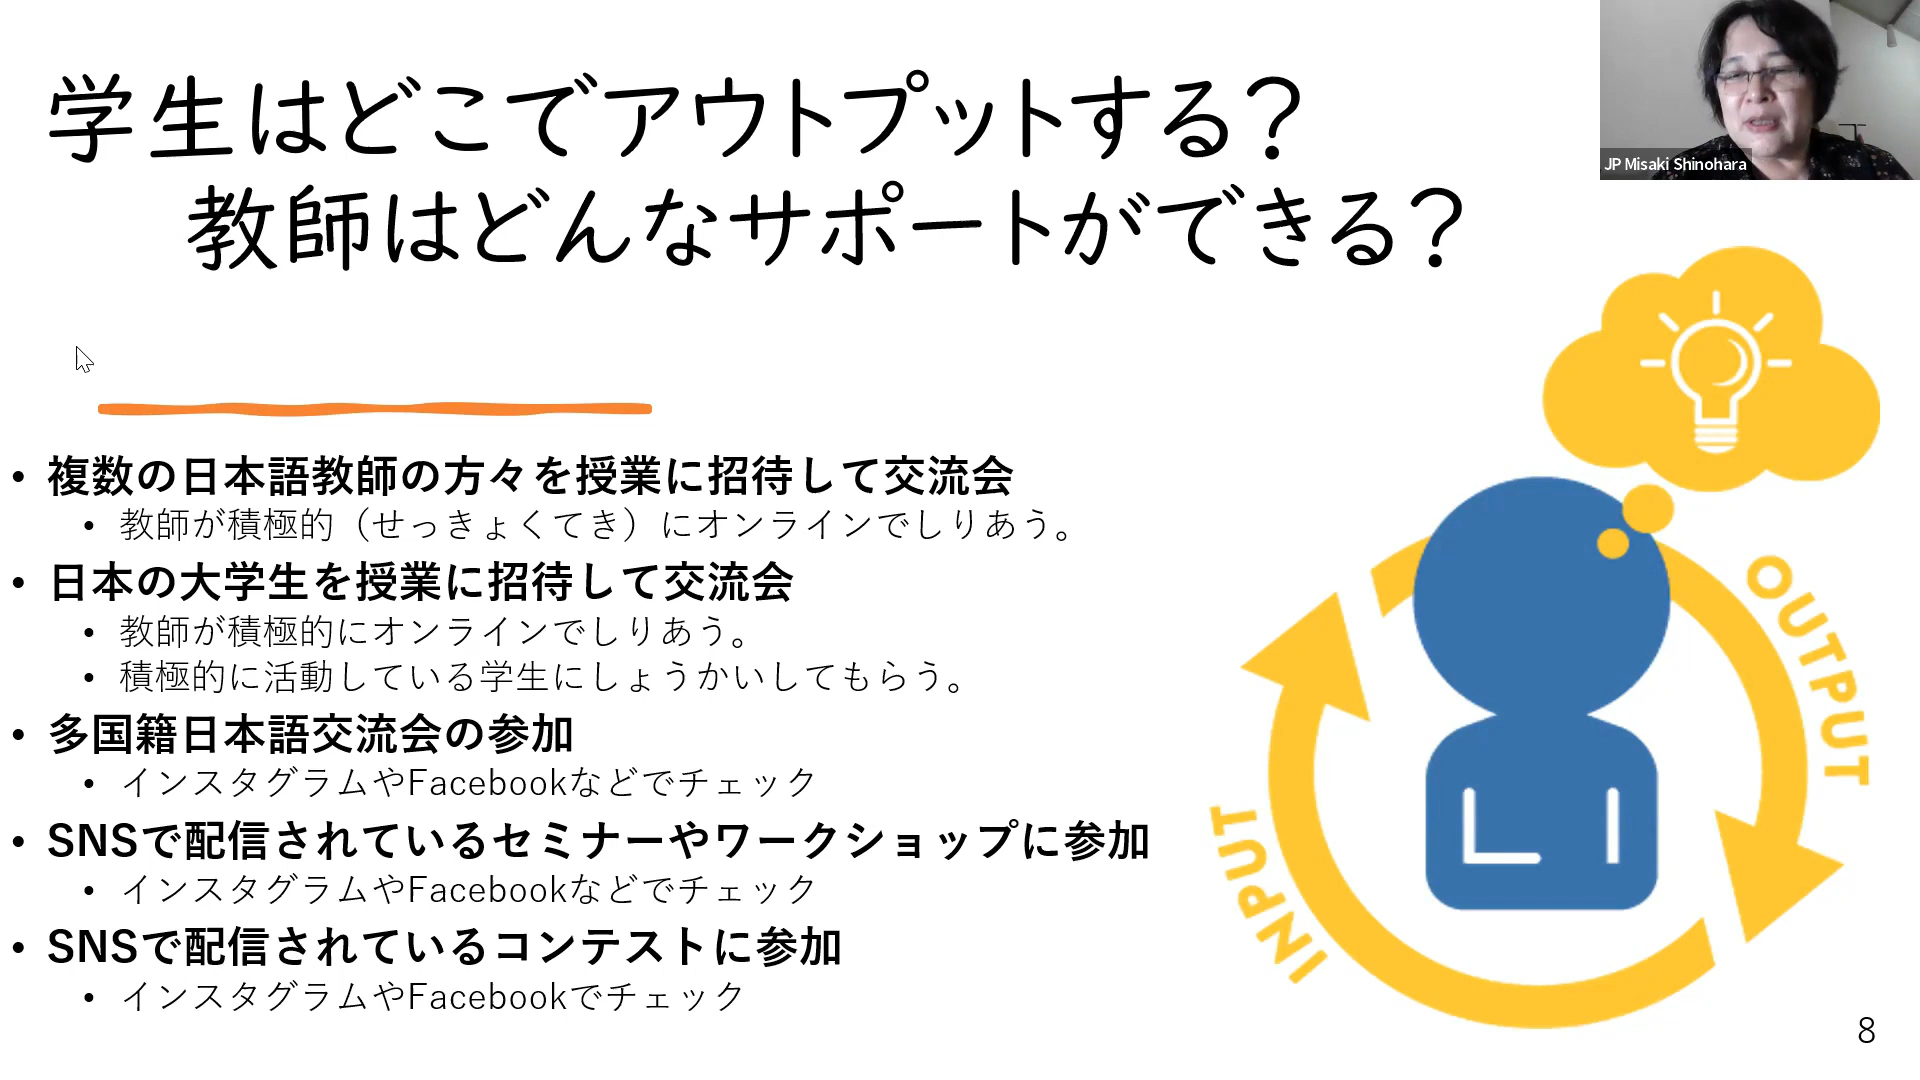 学生はどこでアウトプットする?
教師はどんなサポートができる?
JP Misaki Shinohara
• 複数の日本語教師の方々を授業に招待して交流会
• 教師が積極的（せっきょくてき）にオンラインでしりあう。
• 日本の大学生を授業に招待して交流会
• 教師が積極的にオンラインでしりあう。
• 積極的に活動している学生にしょうかいしてもらう。
• 多国籍日本語交流会の参加
• インスタグラムやFacebookなどでチェック
• SNSで配信されているセミナーやワークショップに参加
• インスタグラムやFacebookなどでチェック
• SNSで配信されているコンテストに参加
• インスタグラムやFacebookでチェック
INPUT
OUTPUT
8